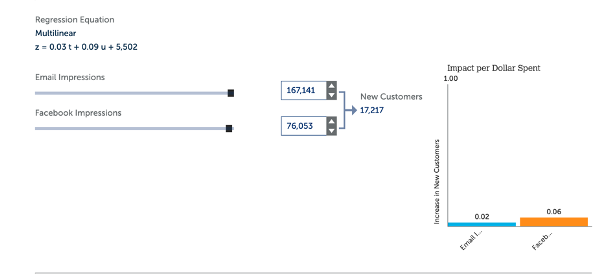 Regression Equation
Multilinear
z = 0.03 t + 0.09 u + 5,502
Email Impressions
167,141
Facebook Impressions
76,053
New Customers
17,217
Impact per Dollar Spent
1.00
Increase in New Customers
0.02
0.06
Email I...
Faceb...